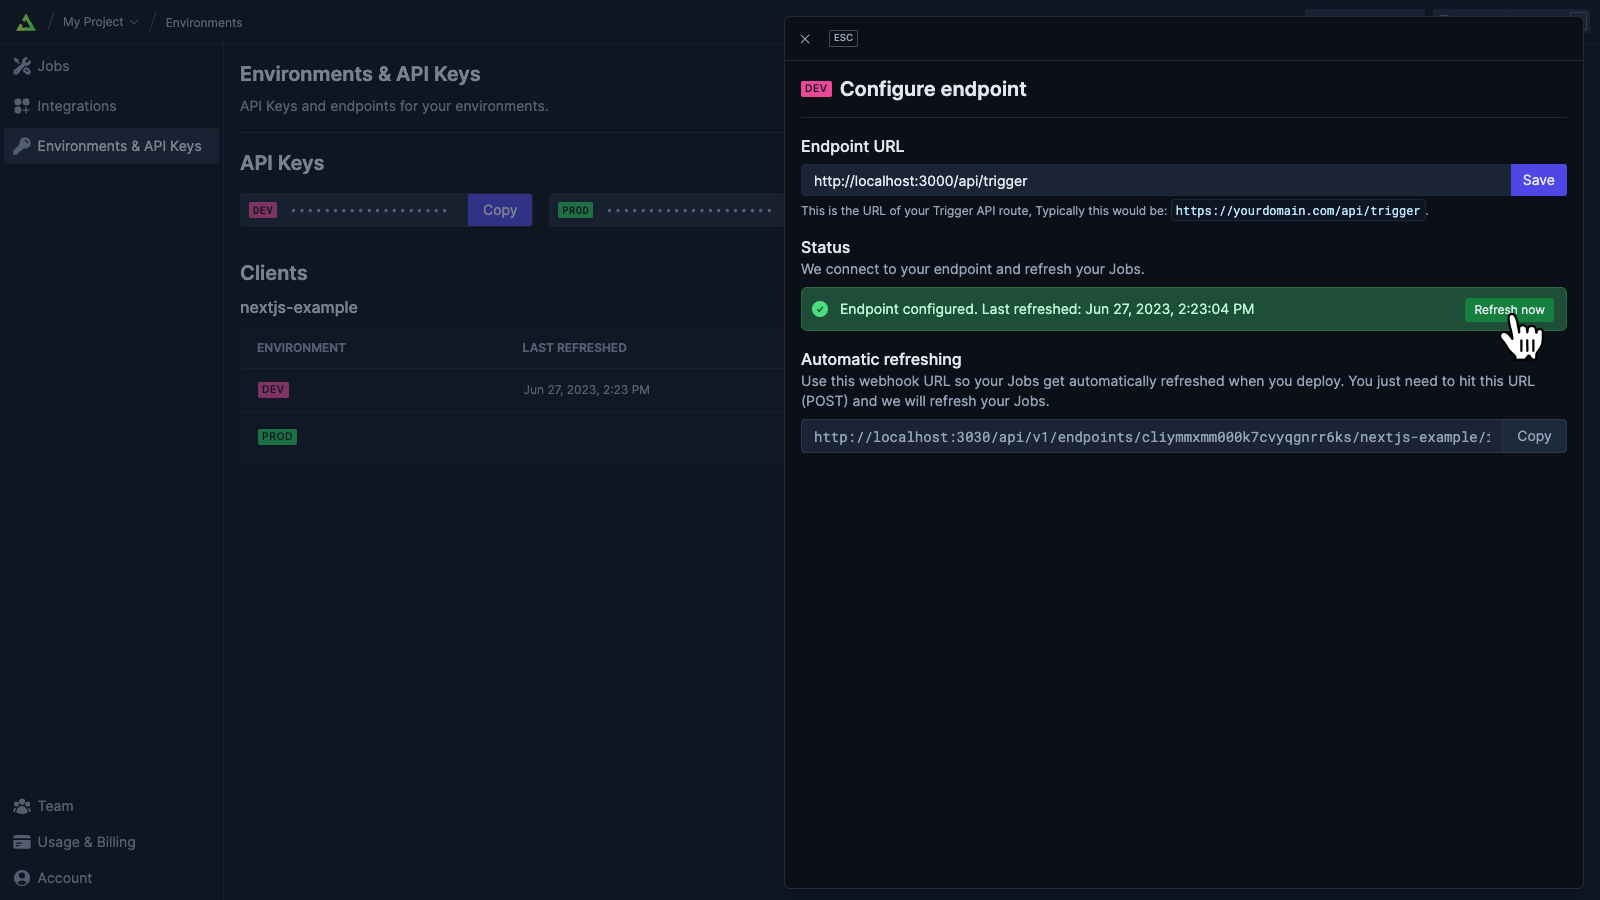 My Project
Environments
Jobs
Integrations
Environments & API Keys
Team
Usage & Billing
Account
Environments & API Keys
API Keys and endpoints for your environments.
API Keys
DEV
Copy
PROD
Clients
nextjs-example
ENVIRONMENT
LAST REFRESHED
DEV
Jun 27, 2023, 2:23 PM
PROD
ESC
DEV
Configure endpoint
Endpoint URL
http://localhost:3000/api/trigger
Save
This is the URL of your Trigger API route, Typically this would be: https://yourdomain.com/api/trigger.
Status
We connect to your endpoint and refresh your Jobs.
Endpoint configured. Last refreshed: Jun 27, 2023, 2:23:04 PM
Refresh now
Automatic refreshing
Use this webhook URL so your Jobs get automatically refreshed when you deploy. You just need to hit this URL
(POST) and we will refresh your Jobs.
http://localhost:3030/api/v1/endpoints/cliymmxmm000k7cvyqgnrr6ks/nextjs-example/
Copy